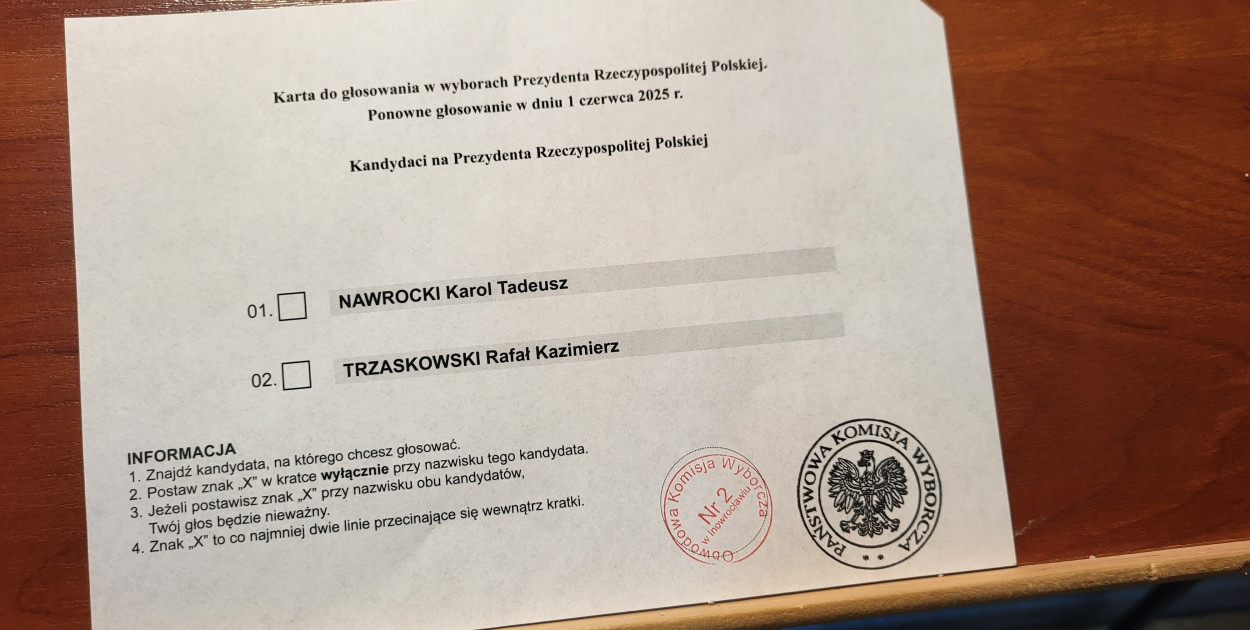 Karta do głosowania w wyborach Prezydenta Rzeczypospolitej Polskiej.
Ponowne głosowanie w dniu 1 czerwca 2025 r.
Kandydaci na Prezydenta Rzeczypospolitej Polskiej
01. NAWROCKI Karol Tadeusz
02. TRZASKOWSKI Rafał Kazimierz
INFORMACJA
1. Znajdź kandydata, na którego chcesz głosować.
2. Postaw znak „X” w kratce wyłącznie przy nazwisku tego kandydata.
3. Jeżeli postawisz znak „X” przy nazwisku obu kandydatów,
Twój głos będzie nieważny.
4. Znak „X” to co najmniej dwie linie przecinające się wewnątrz kratki.
Obwodowa Komisja Wyborcza
Nr 2
w Inowrocławiu
PAŃSTWOWA KOMISJA WYBORCZA